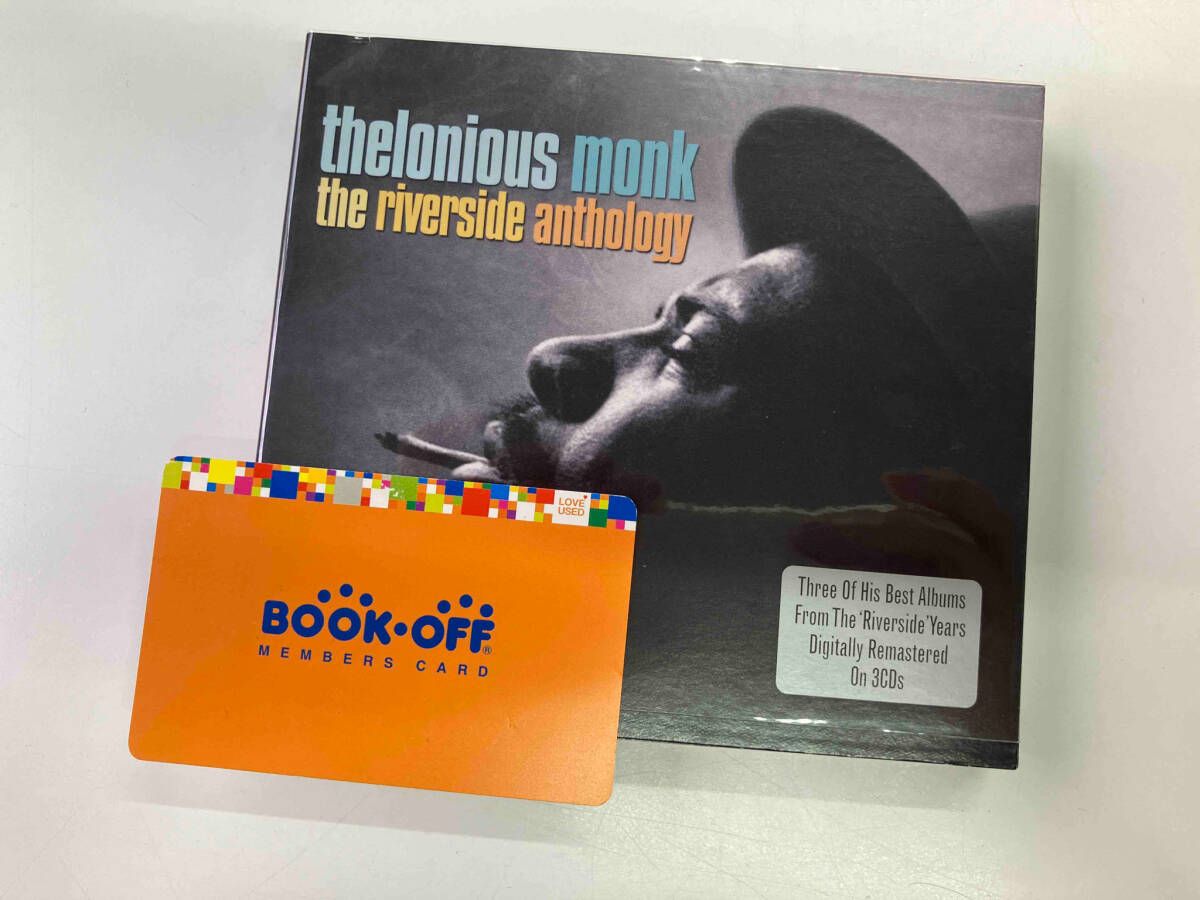 thelonious monk
the riverside anthology
LOVE
USED
BOOK·OFF®
MEMBERS CARD
Three Of His Best Albums
From The 'Riverside' Years
Digitally Remastered
On 3CDs